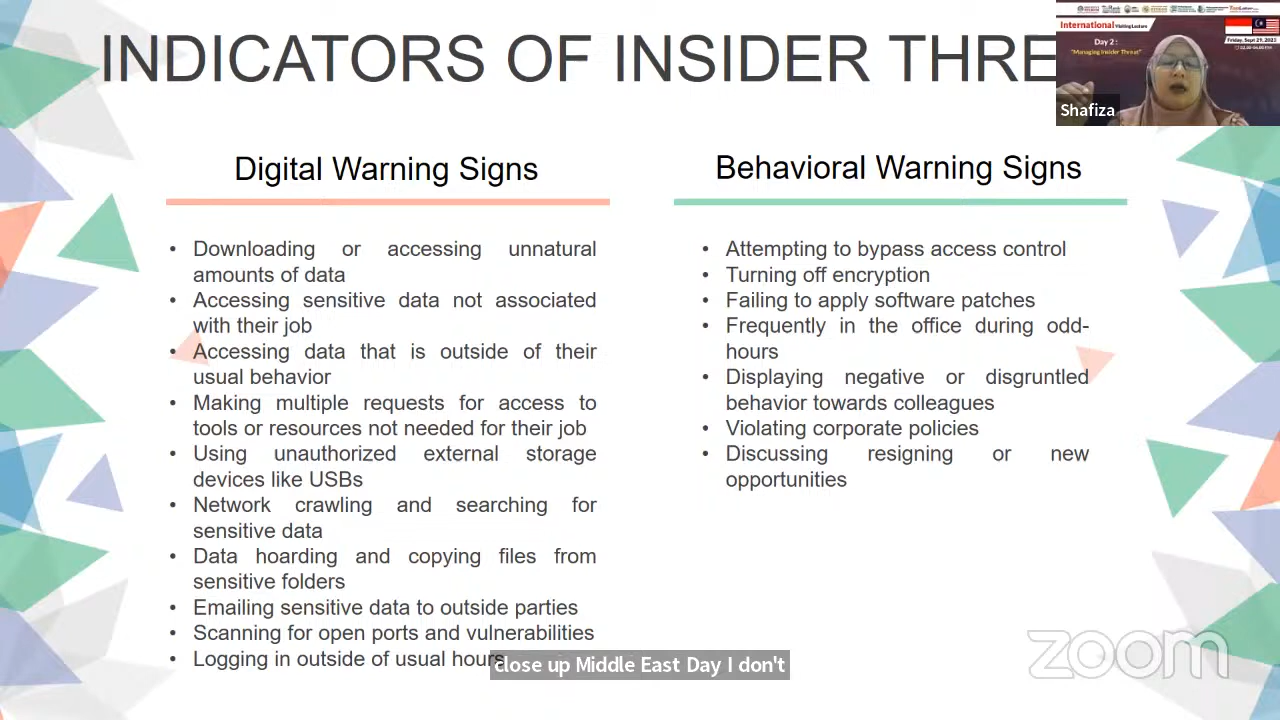 INDICATORS OF INSIDER THRE
International Visiting Lecture
Day 2 :
"Managing Insider Threat"
Friday, Sept 29, 2023
Shafiza
Digital Warning Signs
• Downloading or accessing unnatural
amounts of data
• Accessing sensitive data not associated
with their job
• Accessing data that is outside of their
usual behavior
• Making multiple requests for access to
tools or resources not needed for their job
• Using unauthorized external storage
devices like USBs
• Network crawling and searching for
sensitive data
• Data hoarding and copying files from
sensitive folders
• Emailing sensitive data to outside parties
• Scanning for open ports and vulnerabilities
• Logging in outside of usual hours
Behavioral Warning Signs
• Attempting to bypass access control
• Turning off encryption
• Failing to apply software patches
• Frequently in the office during odd-
hours
• Displaying negative or disgruntled
behavior towards colleagues
• Violating corporate policies
• Discussing resigning or new
opportunities
close up Middle East Day I don't
zoom